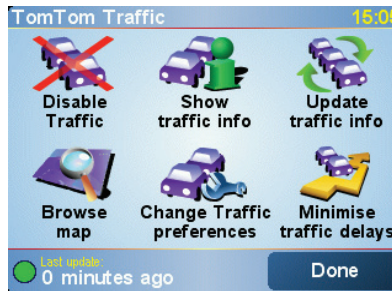 TomTom Traffic 15:05
Disable
Traffic
Show
traffic info
Update
traffic info
Browse
map
Change Traffic
preferences
Minimise
traffic delays
Last update:
0 minutes ago
Done